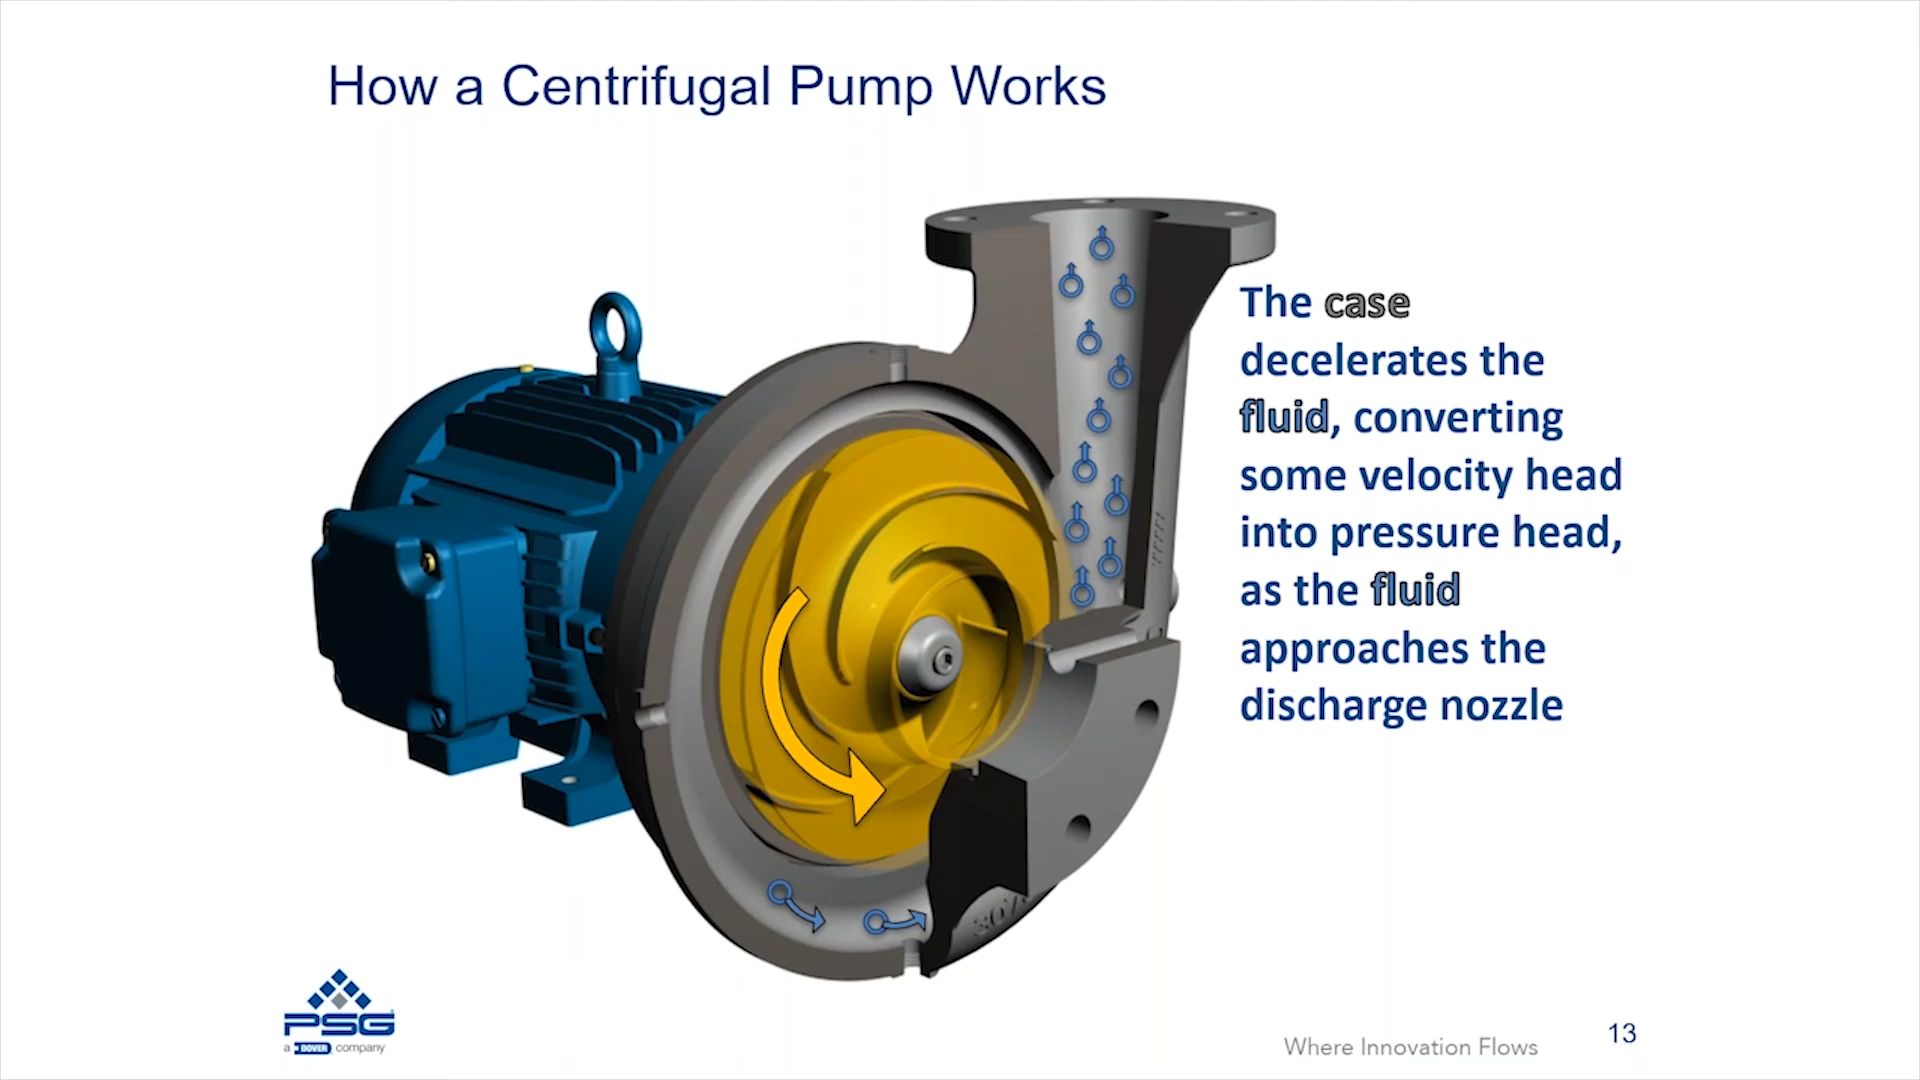 How a Centrifugal Pump Works
The case
decelerates the
fluid, converting
some velocity head
into pressure head,
as the fluid
approaches the
discharge nozzle
PSG
a DOVER company
Where Innovation Flows
13